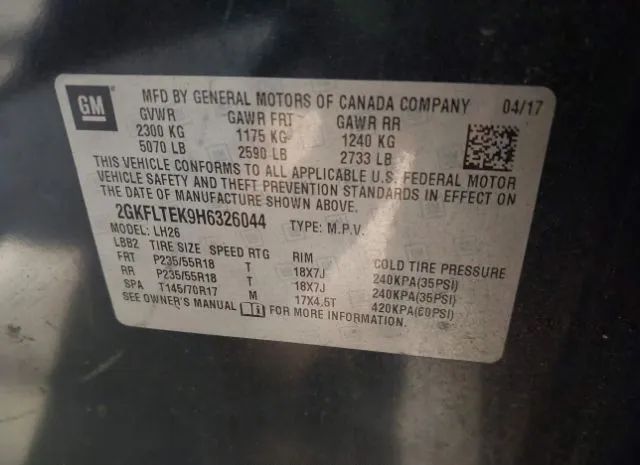 GM
MFD BY GENERAL MOTORS OF CANADA COMPANY 04/17
GVWR GAWR FRT GAWR RR
2300 KG 1175 KG 1240 KG
5070 LB 2590 LB 2733 LB
THIS VEHICLE CONFORMS TO ALL APPLICABLE U.S. FEDERAL MOTOR
VEHICLE SAFETY AND THEFT PREVENTION STANDARDS IN EFFECT ON
THE DATE OF MANUFACTURE SHOWN ABOVE.
2GKFLTEK9H6326044 TYPE: M.P.V.
MODEL: LH26
LBB2 TIRE SIZE SPEED RTG RIM COLD TIRE PRESSURE
FRT P235/55R18 T 18X7J 240KPA(35PSI)
RR P235/55R18 T 18X7J 240KPA(35PSI)
SPA T145/70R17 M 17X4.5T 420KPA(60PSI)
SEE OWNER'S MANUAL FOR MORE INFORMATION